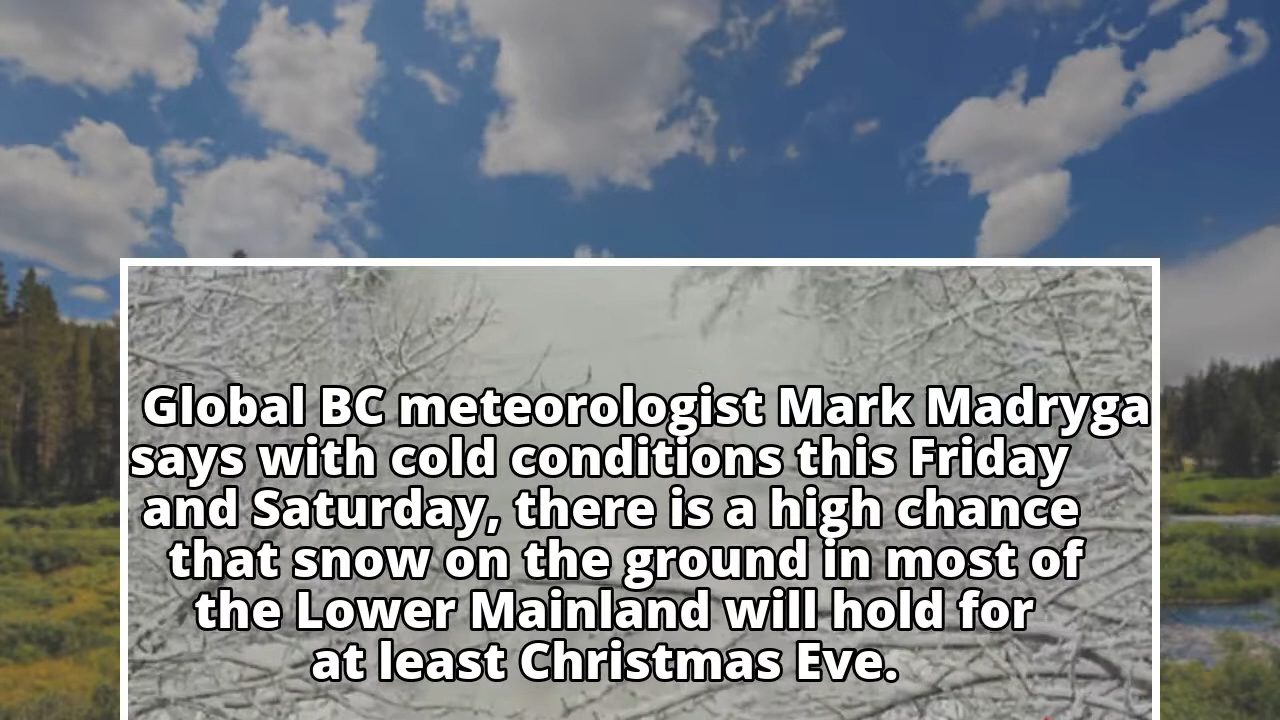 Global BC meteorologist Mark Madryga
says with cold conditions this Friday
and Saturday, there is a high chance
that snow on the ground in most of
the Lower Mainland will hold for
at least Christmas Eve.